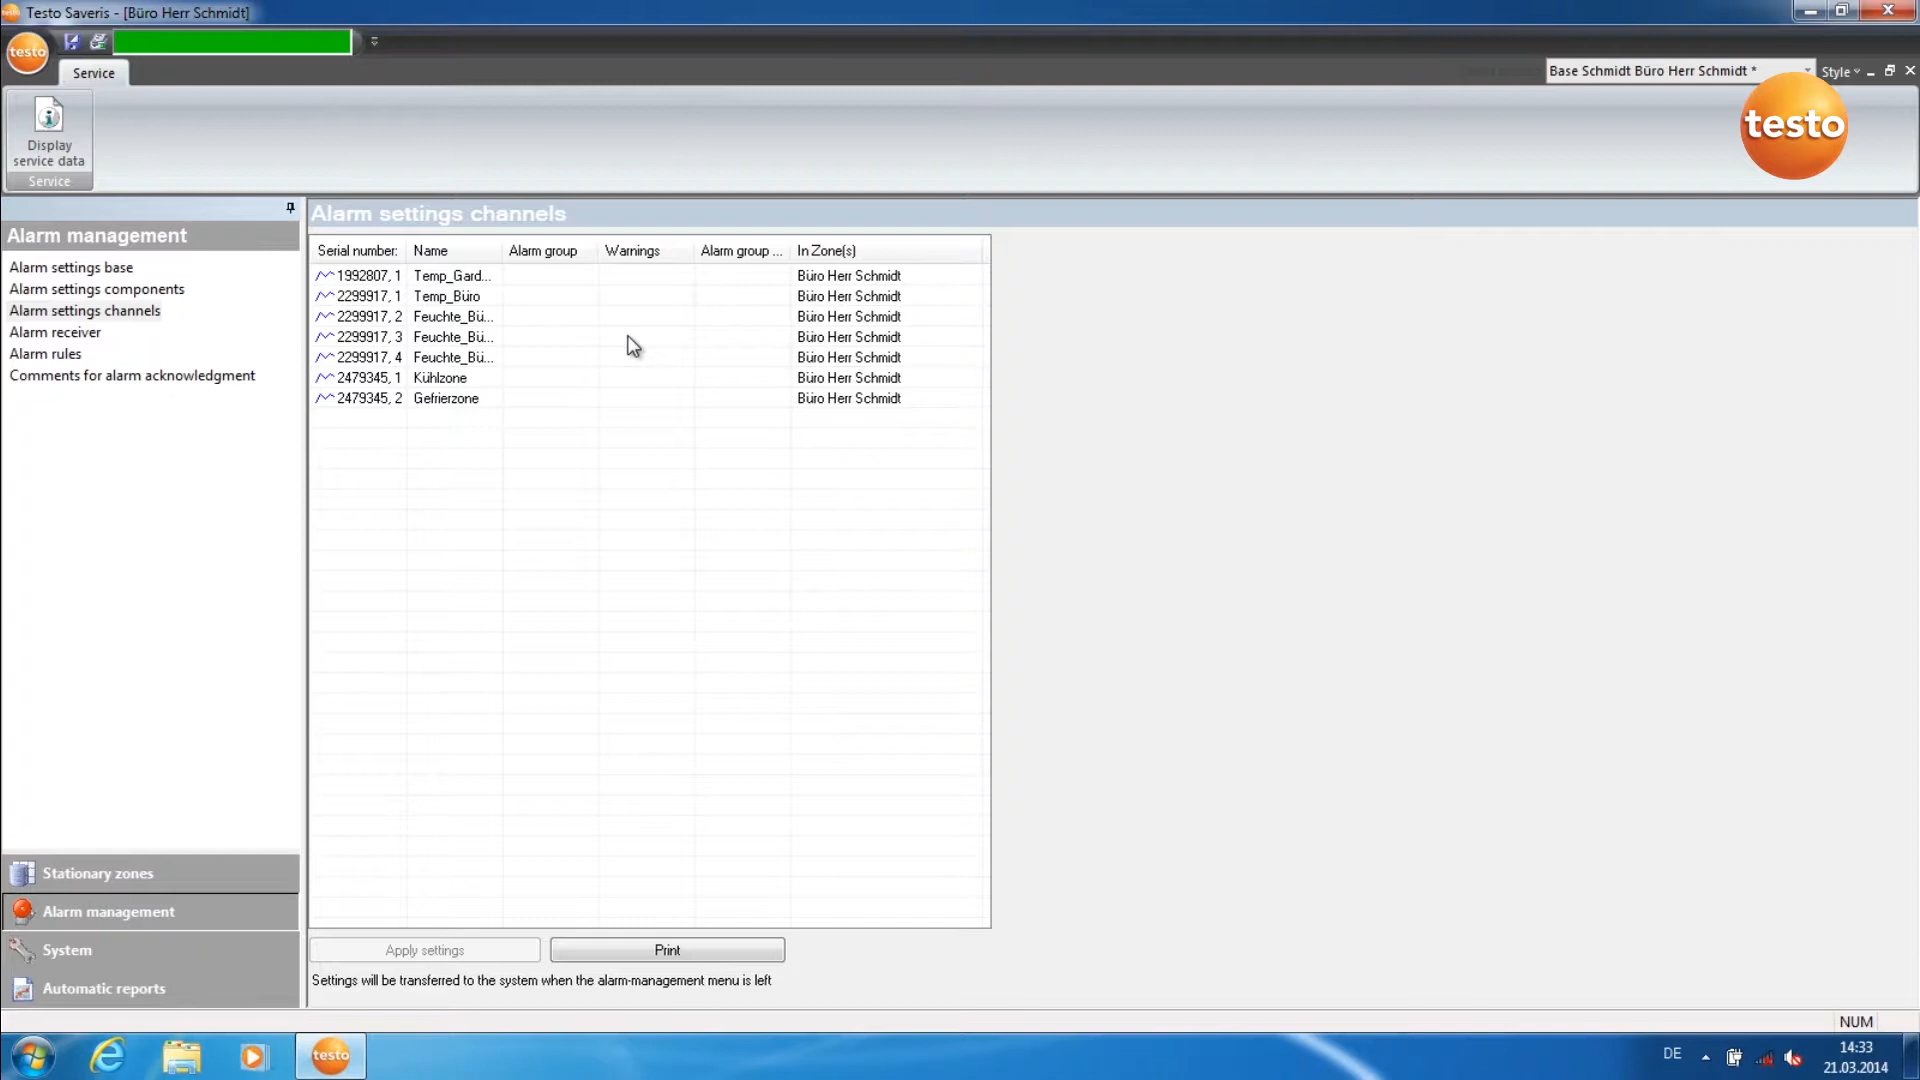 Testo Saveris - [Büro Herr Schmidt]
testo
Service
Base Schmidt Büro Herr Schmidt *
Style
Display
service data
Service
testo
Alarm management
Alarm settings base
Alarm settings components
Alarm settings channels
Alarm receiver
Alarm rules
Comments for alarm acknowledgment
Alarm settings channels
Serial number: Name Alarm group Warnings Alarm group ... In Zone(s)
1992807, 1 Temp_Gard... Büro Herr Schmidt
2299917, 1 Temp_Büro Büro Herr Schmidt
2299917, 2 Feuchte_Bü... Büro Herr Schmidt
2299917, 3 Feuchte_Bü... Büro Herr Schmidt
2299917, 4 Feuchte_Bü... Büro Herr Schmidt
2479345, 1 Kühlzone Büro Herr Schmidt
2479345, 2 Gefrierzone Büro Herr Schmidt
Stationary zones
Alarm management
System
Automatic reports
Apply settings Print
Settings will be transferred to the system when the alarm-management menu is left
NUM
testo
DE
14:33
21.03.2014